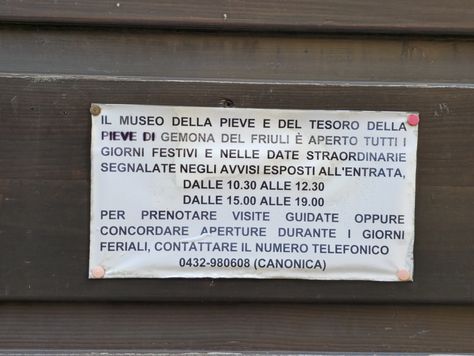 IL MUSEO DELLA PIEVE E DEL TESORO DELLA
PIEVE DI GEMONA DEL FRIULI È APERTO TUTTI I
GIORNI FESTIVI E NELLE DATE STRAORDINARIE
SEGNALATE NEGLI AVVISI ESPOSTI ALL'ENTRATA,
DALLE 10.30 ALLE 12.30
DALLE 15.00 ALLE 19.00
PER PRENOTARE VISITE GUIDATE OPPURE
CONCORDARE APERTURE DURANTE I GIORNI
FERIALI, CONTATTARE IL NUMERO TELEFONICO
0432-980608 (CANONICA)